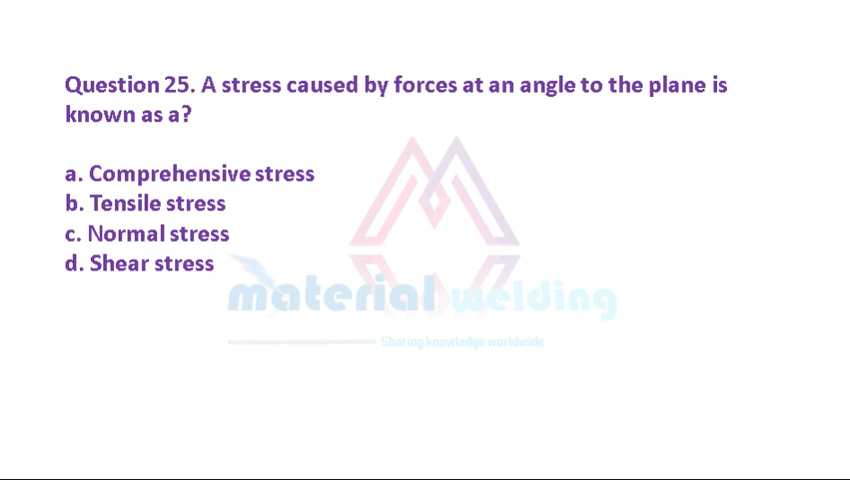 Question 25. A stress caused by forces at an angle to the plane is
known as a?
a. Comprehensive stress
b. Tensile stress
c. Normal stress
d. Shear stress
material welding
Sharing knowledge worldwide